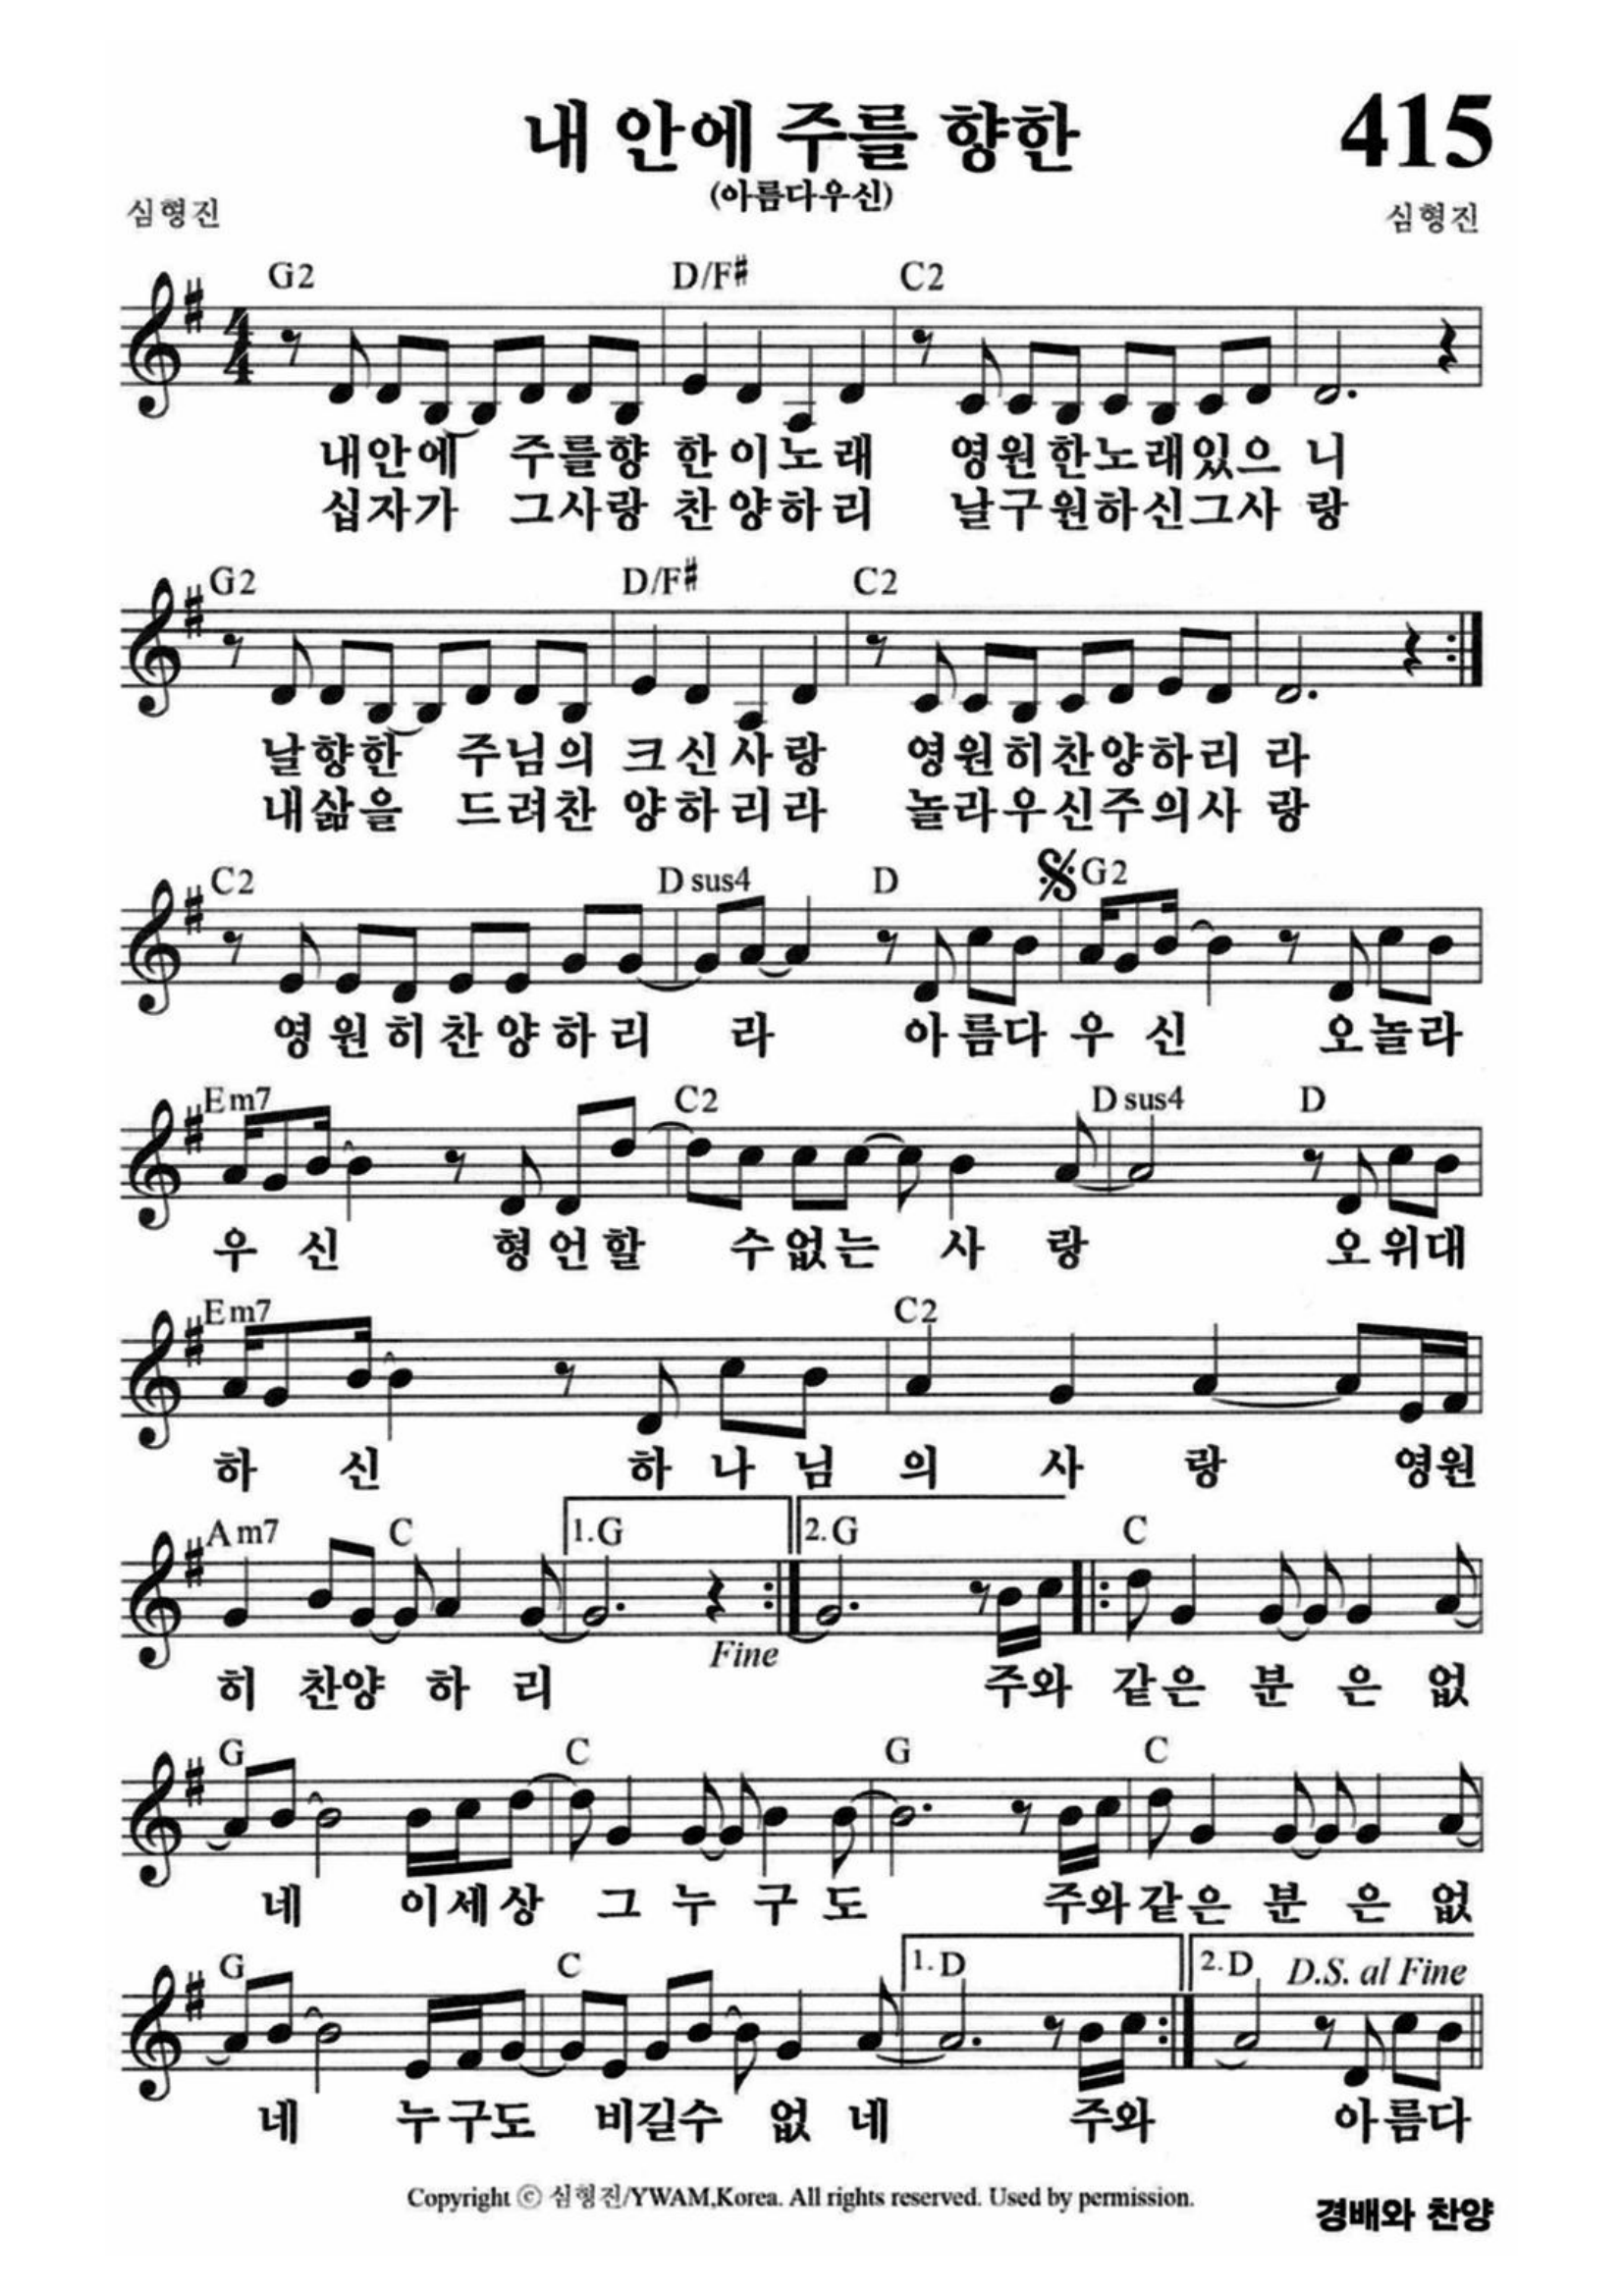 내 안에 주를 향한 415
(아름다우신)
심형진 심형진
G2 D/F# C2
내안에 주를향 한이노래 영원한노래있으 니
십자가 그사랑 찬양하리 날구원하신그사 랑
G2 D/F# C2
날향한 주님의 크신사랑 영원히찬양하리 라
내삶을 드려찬 양하리라 놀라우신주의사 랑
C2 D sus4 D G2
영원히찬양하리 라 아름다 우 신 오놀라
Em7 C2 D sus4 D
우 신 형언할 수없는 사 랑 오위대
Em7 C2
하 신 하 나 님 의 사 랑 영원
Am7 C 1.G 2.G C
Fine
히 찬양 하 리 주와 같은 분 은 없
G C G C
네 이세상 그 누 구 도 주와같은 분 은 없
G C 1.D 2.D D.S. al Fine
네 누구도 비길수 없 네 주와 아름다
Copyright ⓒ 심형진/YWAM,Korea. All rights reserved. Used by permission.
경배와 찬양